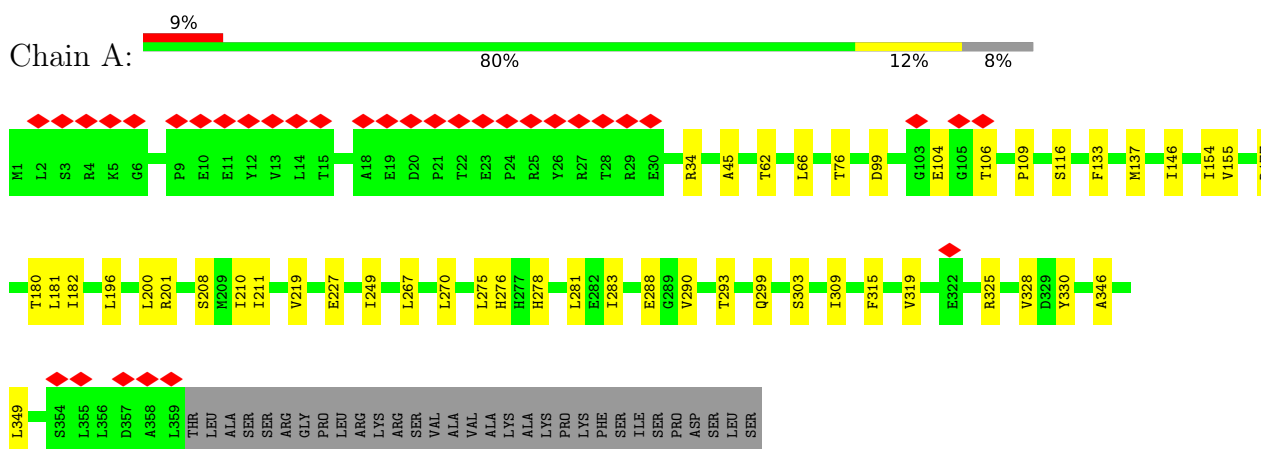 9%
Chain A:
80% 12% 8%
M1 L2 S3 R4 K5 G6 P9 E10 E11 Y12 V13 L14 T15 A18 E19 D20 P21 T22 E23 P24 R25 Y26 R27 T28 R29 E30 R34 A45 T62 L66 T76 D99 G103 E104 G105 T106 P109 S116 F133 M137 I146 I154 V155
T180 L181 I182 L196 L200 R201 S208 M209 I210 I211 V219 E227 I249 L267 L270 L275 H276 H277 H278 L281 E282 I283 E288 G289 V290 T293 Q299 S303 I309 F315 V319 E322 R325 V328 D329 Y330 A346
L349 S354 L355 L356 D357 A358 L359 THR LEU ALA SER SER ARG GLY PRO LEU ARG LYS ARG SER VAL ALA VAL ALA LYS ALA LYS PRO LYS PHE SER ILE SER PRO ASP SER LEU SER